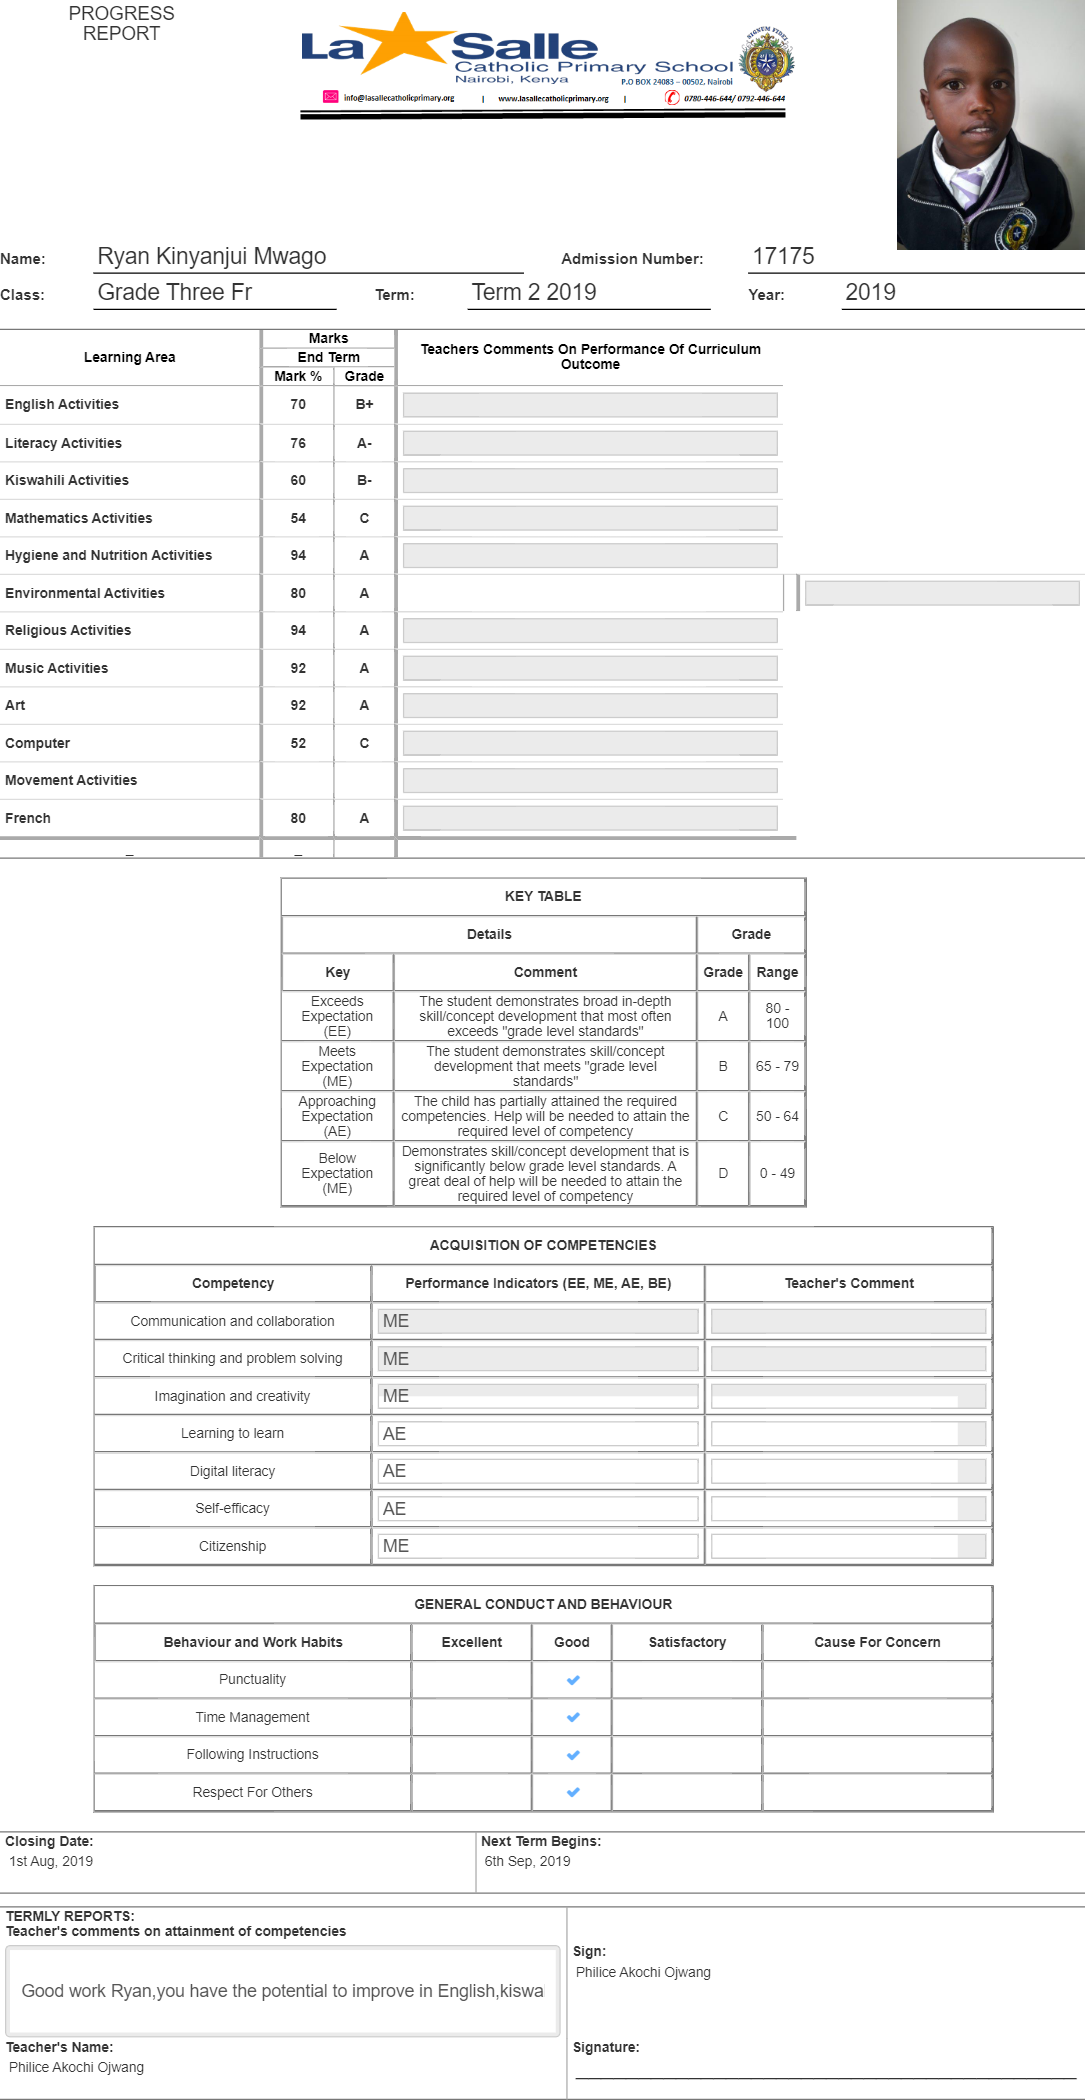 PROGRESS
REPORT
La Salle
Catholic Primary School
Nairobi, Kenya
P.O BOX 24083 – 00502. Nairobi
SIGNUM FIDEI
info@lasallecatholicprimary.org | www.lasallecatholicprimary.org | 0780-446-644/ 0792-446-644
Name: Ryan Kinyanjui Mwago Admission Number: 17175
Class: Grade Three Fr Term: Term 2 2019 Year: 2019
Learning Area Marks Teachers Comments On Performance Of Curriculum Outcome
End Term
Mark % Grade
English Activities 70 B+
Literacy Activities 76 A-
Kiswahili Activities 60 B-
Mathematics Activities 54 C
Hygiene and Nutrition Activities 94 A
Environmental Activities 80 A
Religious Activities 94 A
Music Activities 92 A
Art 92 A
Computer 52 C
Movement Activities
French 80 A
_ _
KEY TABLE
Details Grade
Key Comment Grade Range
Exceeds Expectation (EE) The student demonstrates broad in-depth skill/concept development that most often exceeds "grade level standards" A 80 - 100
Meets Expectation (ME) The student demonstrates skill/concept development that meets "grade level standards" B 65 - 79
Approaching Expectation (AE) The child has partially attained the required competencies. Help will be needed to attain the required level of competency C 50 - 64
Below Expectation (ME) Demonstrates skill/concept development that is significantly below grade level standards. A great deal of help will be needed to attain the required level of competency D 0 - 49
ACQUISITION OF COMPETENCIES
Competency Performance Indicators (EE, ME, AE, BE) Teacher's Comment
Communication and collaboration ME
Critical thinking and problem solving ME
Imagination and creativity ME
Learning to learn AE
Digital literacy AE
Self-efficacy AE
Citizenship ME
GENERAL CONDUCT AND BEHAVIOUR
Behaviour and Work Habits Excellent Good Satisfactory Cause For Concern
Punctuality ✓
Time Management ✓
Following Instructions ✓
Respect For Others ✓
Closing Date: Next Term Begins:
1st Aug, 2019 6th Sep, 2019
TERMLY REPORTS:
Teacher's comments on attainment of competencies
Good work Ryan,you have the potential to improve in English,kiswa
Sign:
Philice Akochi Ojwang
Teacher's Name: Signature:
Philice Akochi Ojwang